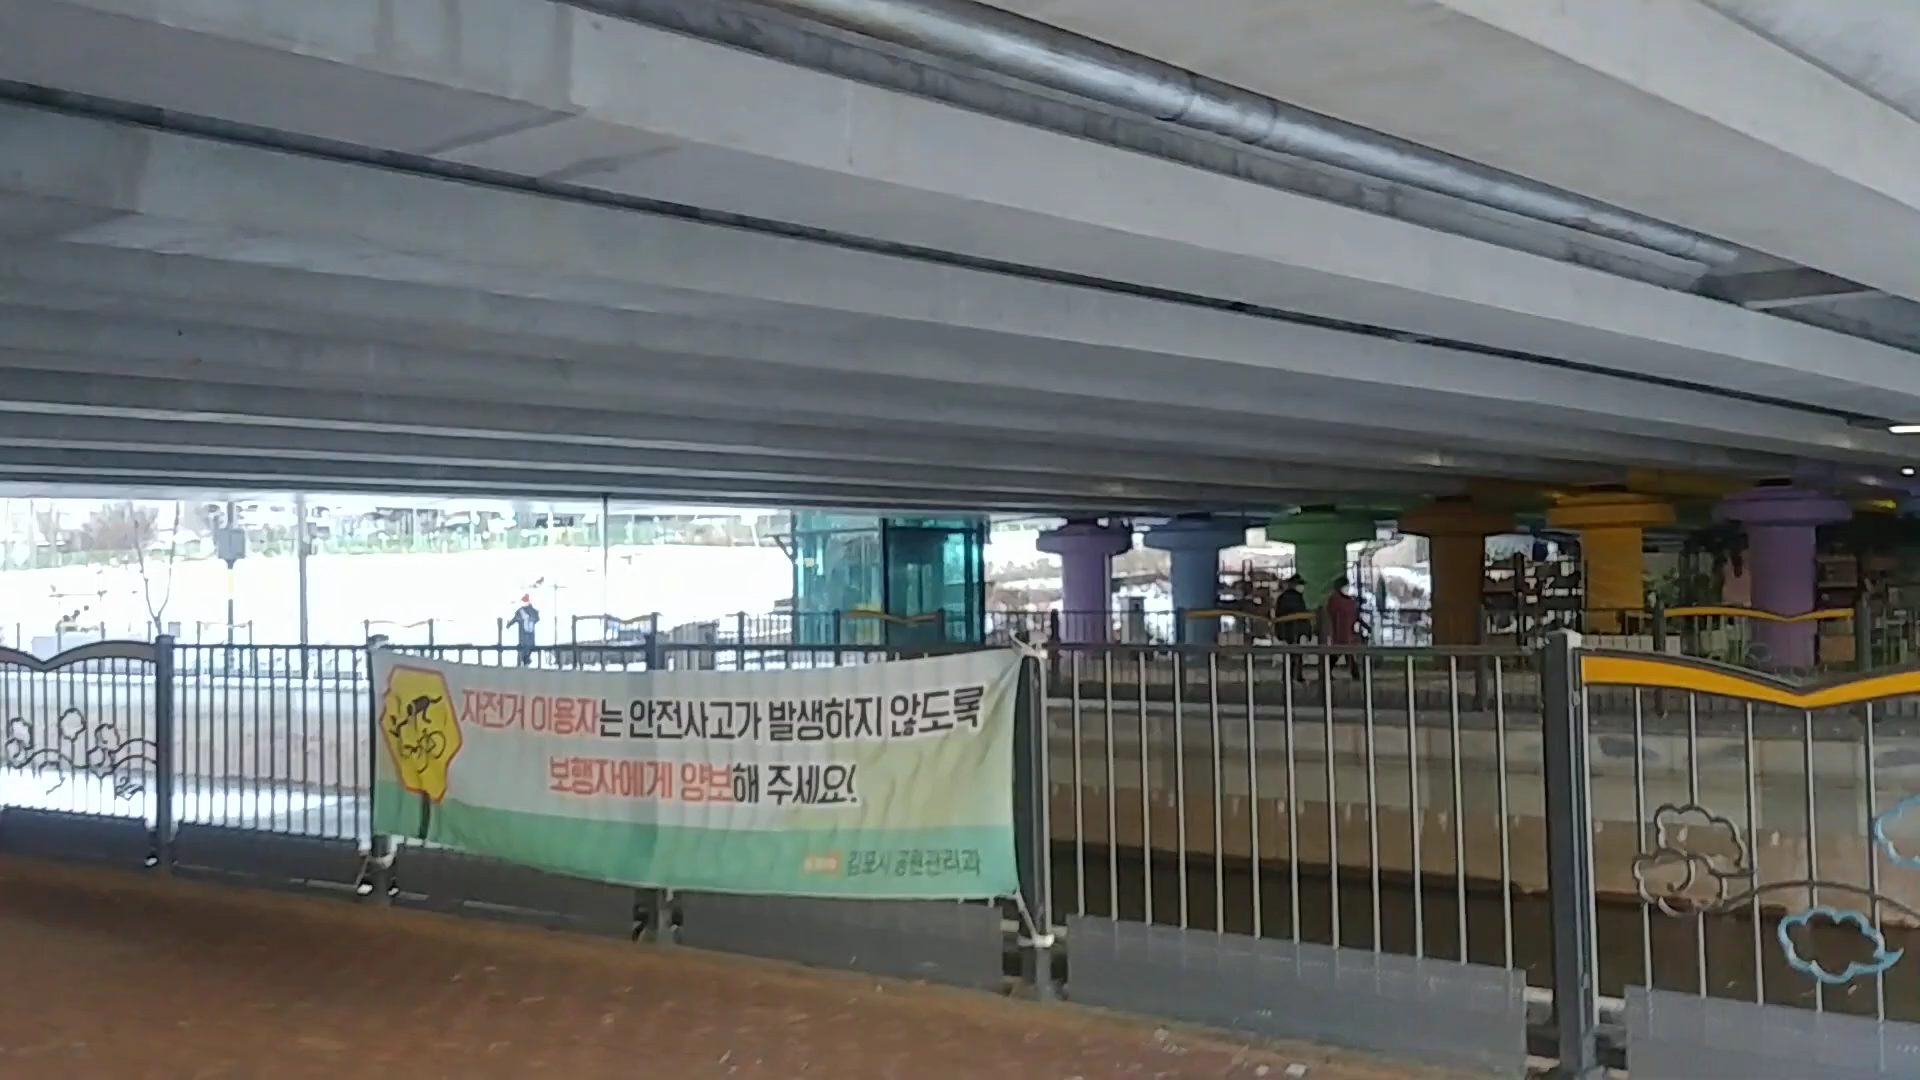 자전거 이용자는 안전사고가 발생하지 않도록
보행자에게 양보해 주세요!
김포시 공원관리과